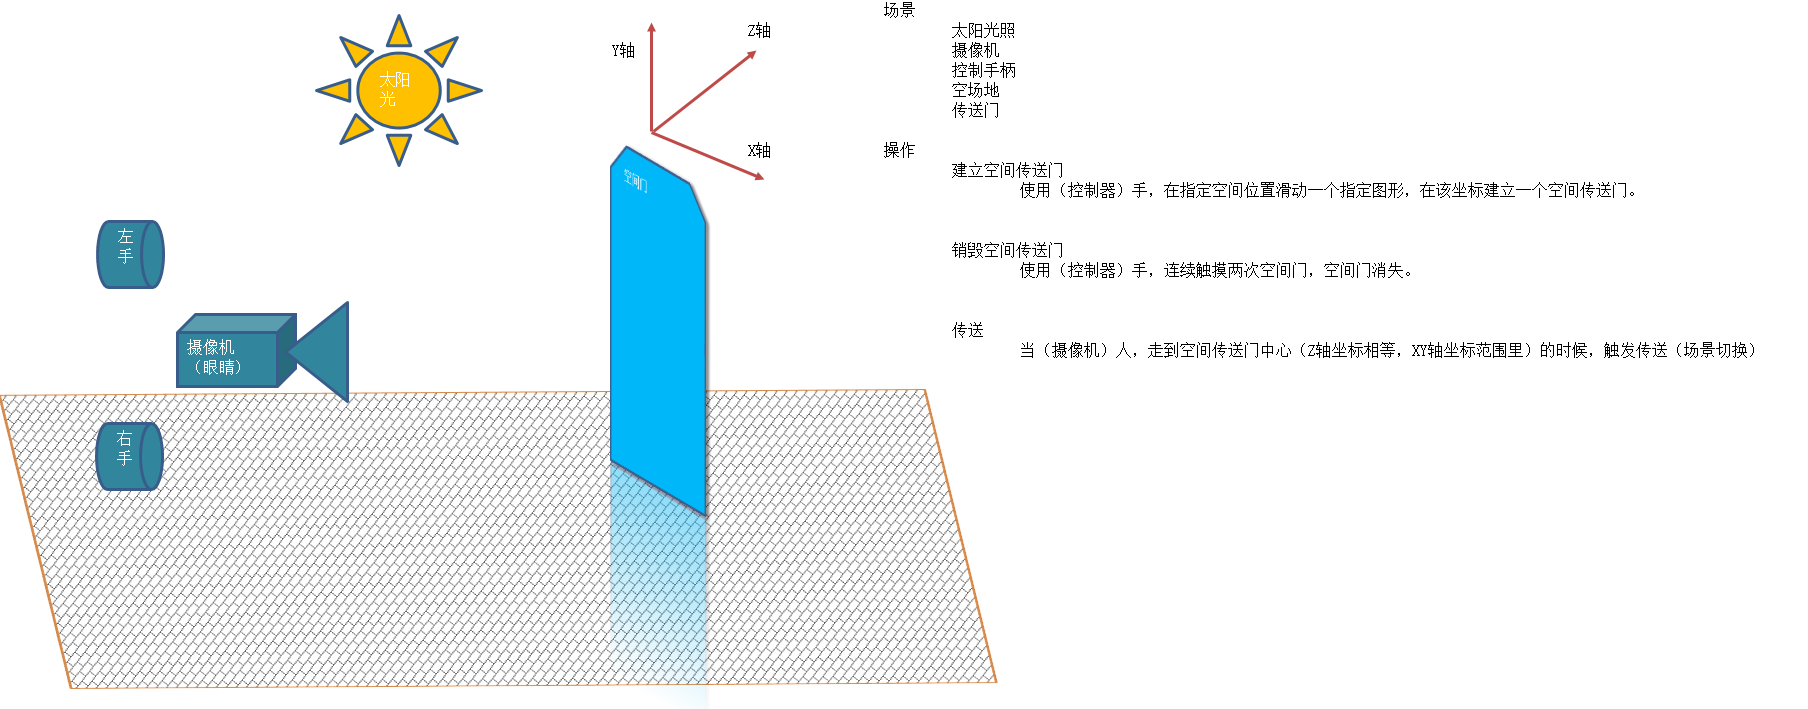 太阳
光
Y轴
Z轴
X轴
空间门
左
手
摄像机
（眼睛）
右
手
场景
太阳光照
摄像机
控制手柄
空场地
传送门
操作
建立空间传送门
使用（控制器）手，在指定空间位置滑动一个指定图形，在该坐标建立一个空间传送门。
销毁空间传送门
使用（控制器）手，连续触摸两次空间门，空间门消失。
传送
当（摄像机）人，走到空间传送门中心（Z轴坐标相等，XY轴坐标范围里）的时候，触发传送（场景切换）